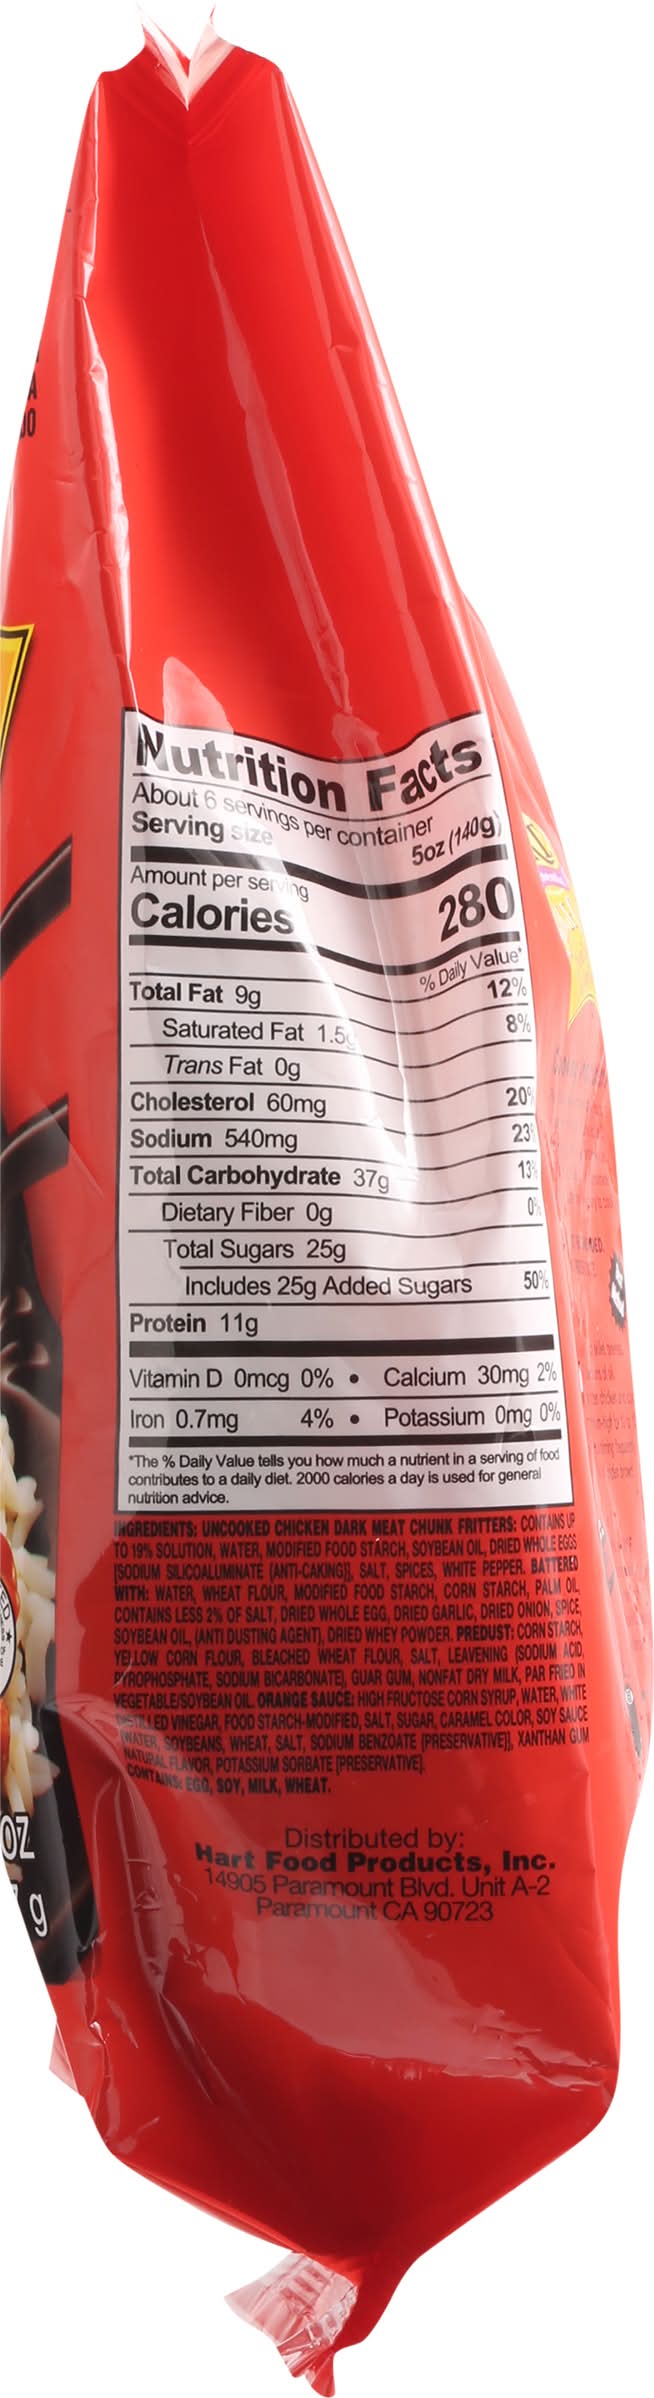 Nutrition Facts
About 6 servings per container
Serving size 5oz (140g)
Amount per serving
Calories 280
% Daily Value*
Total Fat 9g 12%
Saturated Fat 1.5g 8%
Trans Fat 0g
Cholesterol 60mg 20%
Sodium 540mg 23%
Total Carbohydrate 37g 13%
Dietary Fiber 0g 0%
Total Sugars 25g
Includes 25g Added Sugars 50%
Protein 11g
Vitamin D 0mcg 0% • Calcium 30mg 2%
Iron 0.7mg 4% • Potassium 0mg 0%
*The % Daily Value tells you how much a nutrient in a serving of food
contributes to a daily diet. 2000 calories a day is used for general
nutrition advice.
INGREDIENTS: UNCOOKED CHICKEN DARK MEAT CHUNK FRITTERS: CONTAINS UP
TO 19% SOLUTION, WATER, MODIFIED FOOD STARCH, SOYBEAN OIL, DRIED WHOLE EGGS
[SODIUM SILICOALUMINATE (ANTI-CAKING)], SALT, SPICES, WHITE PEPPER. BATTERED
WITH: WATER, WHEAT FLOUR, MODIFIED FOOD STARCH, CORN STARCH, PALM OIL,
CONTAINS LESS 2% OF SALT, DRIED WHOLE EGG, DRIED GARLIC, DRIED ONION, SPICE,
SOYBEAN OIL, (ANTI DUSTING AGENT), DRIED WHEY POWDER. PREDUST: CORN STARCH,
YELLOW CORN FLOUR, BLEACHED WHEAT FLOUR, SALT, LEAVENING (SODIUM ACID,
PYROPHOSPHATE, SODIUM BICARBONATE), GUAR GUM, NONFAT DRY MILK, PAR FRIED IN
VEGETABLE/SOYBEAN OIL. ORANGE SAUCE: HIGH FRUCTOSE CORN SYRUP, WATER, WHITE
DISTILLED VINEGAR, FOOD STARCH-MODIFIED, SALT, SUGAR, CARAMEL COLOR, SOY SAUCE
[WATER, SOYBEANS, WHEAT, SALT, SODIUM BENZOATE (PRESERVATIVE)], XANTHAN GUM
NATURAL FLAVOR, POTASSIUM SORBATE [PRESERVATIVE].
CONTAINS: EGG, SOY, MILK, WHEAT.
Distributed by:
Hart Food Products, Inc.
14905 Paramount Blvd. Unit A-2
Paramount CA 90723
OZ
g